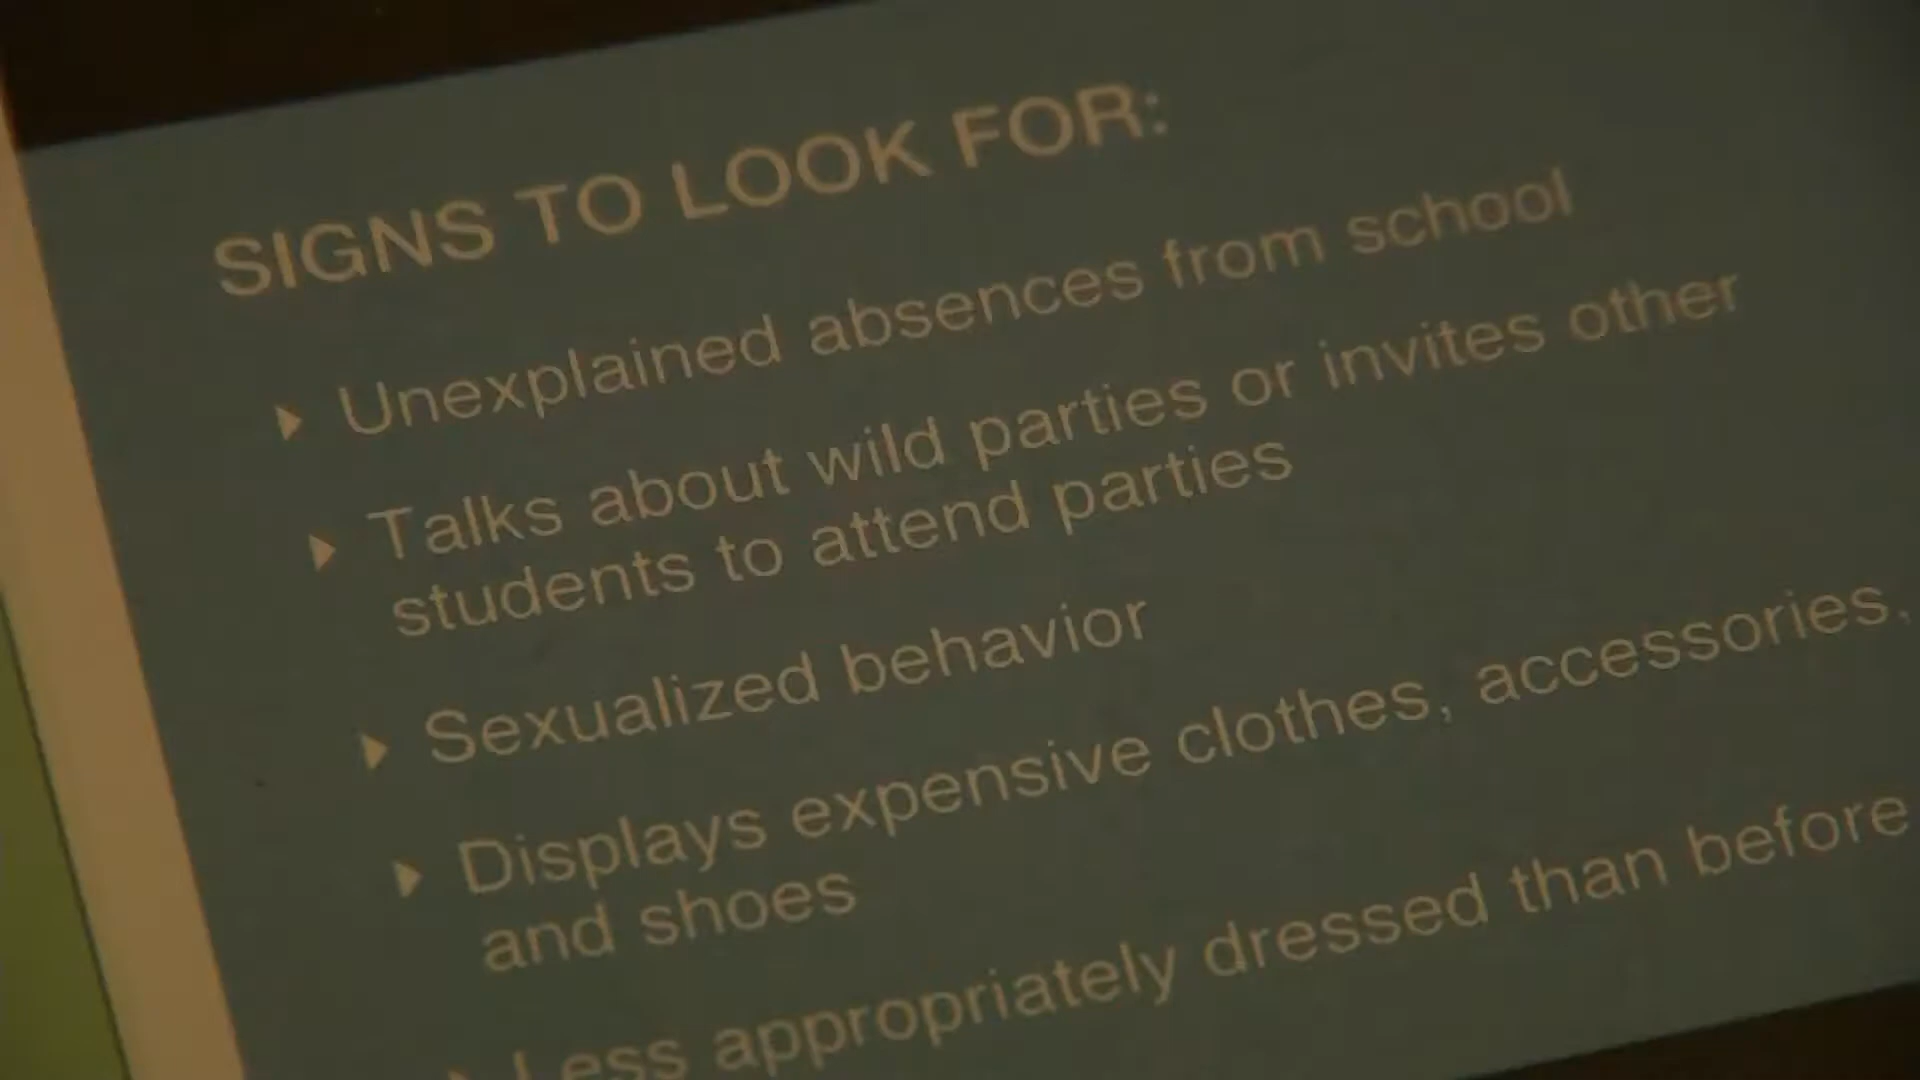 SIGNS TO LOOK FOR:
Unexplained absences from school
Talks about wild parties or invites other
students to attend parties
Sexualized behavior
Displays expensive clothes, accessories,
and shoes
Less appropriately dressed than before